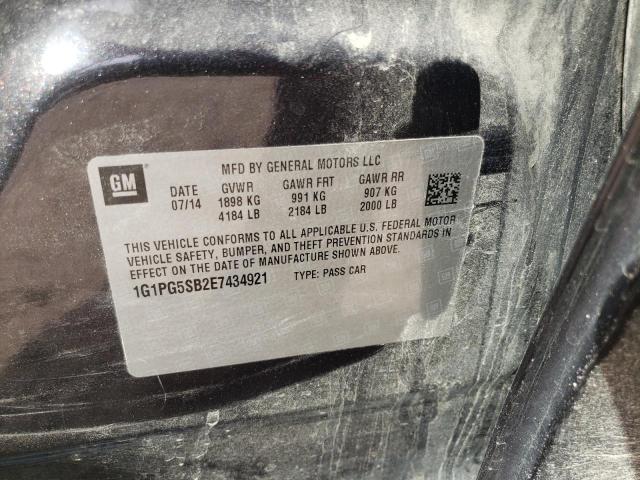 MFD BY GENERAL MOTORS LLC
GM
DATE GVWR GAWR FRT GAWR RR
07/14 1898 KG 991 KG 907 KG
4184 LB 2184 LB 2000 LB
THIS VEHICLE CONFORMS TO ALL APPLICABLE U.S. FEDERAL MOTOR
VEHICLE SAFETY, BUMPER, AND THEFT PREVENTION STANDARDS IN
EFFECT ON THE DATE OF MANUFACTURE SHOWN ABOVE.
1G1PG5SB2E7434921 TYPE: PASS CAR